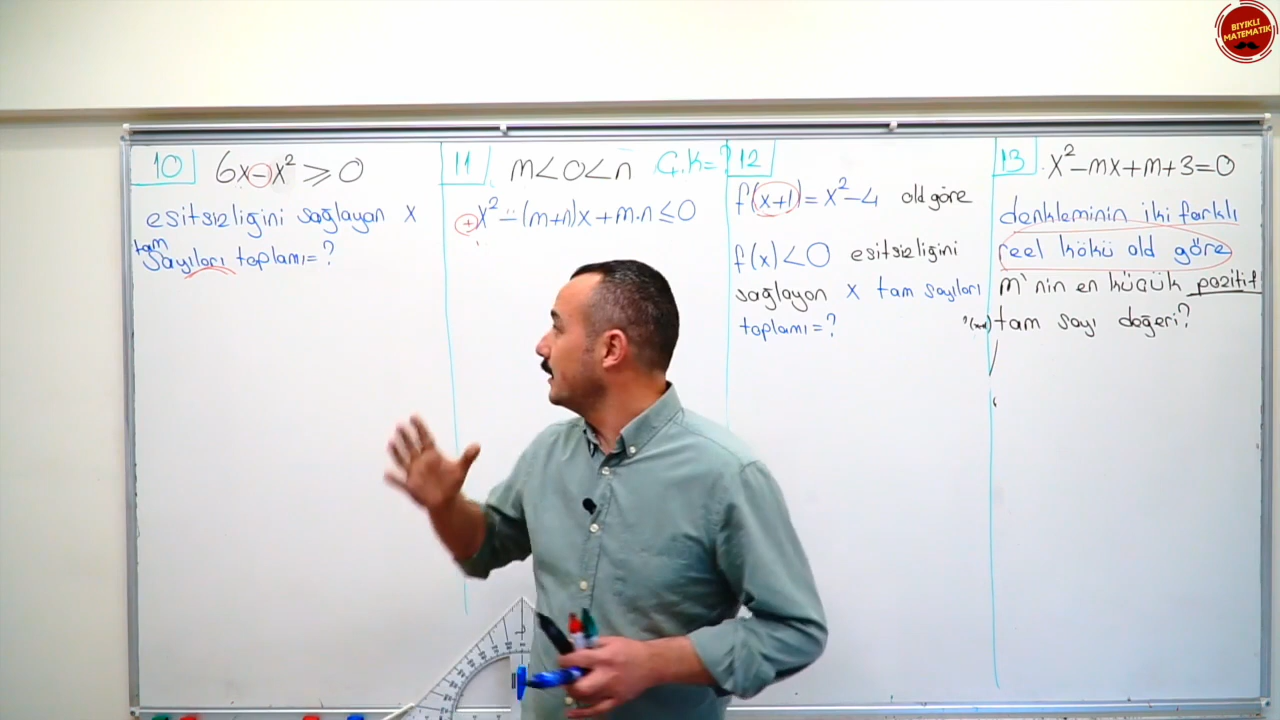 BIYIKLI
MATEMATİK
10
6x-x² ≥ 0
esitsizliğini sağlayan x
tam
sayıları toplamı=?
11
m<0<n Ç.K=?
x²-(m+n)x+m.n≤0
12
f(x+1)=x²-4 old göre
f(x)<0 esitsizliğini
sağlayan x tam sayıları
toplamı=?
13
x²-mx+m+3=0
denkleminin iki farklı
reel kökü old göre
m'nin en küçük pozitif
tam sayı değeri?